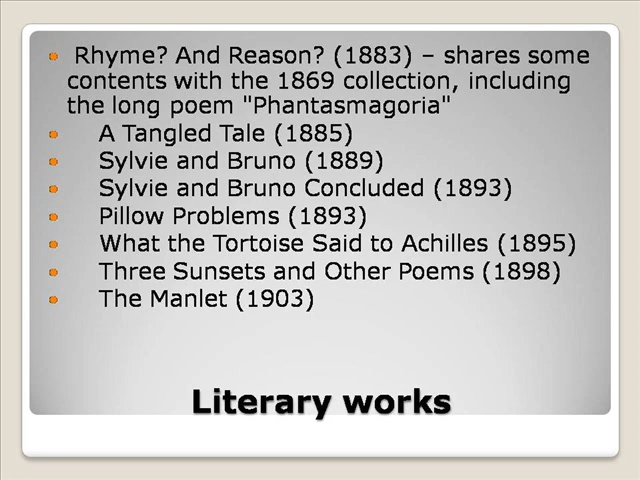 Rhyme? And Reason? (1883) – shares some
contents with the 1869 collection, including
the long poem "Phantasmagoria"
A Tangled Tale (1885)
Sylvie and Bruno (1889)
Sylvie and Bruno Concluded (1893)
Pillow Problems (1893)
What the Tortoise Said to Achilles (1895)
Three Sunsets and Other Poems (1898)
The Manlet (1903)
Literary works